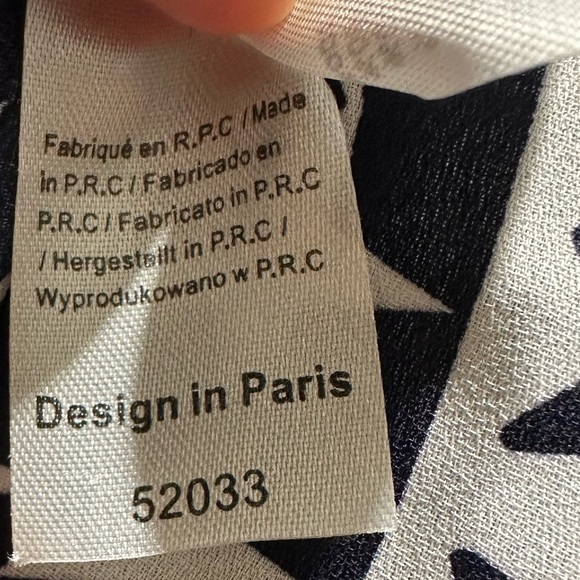 Fabriqué en R.P.C / Made
in P.R.C / Fabricado en
P.R.C / Fabricato in P.R.C
/ Hergestellt in P.R.C /
Wyprodukowano w P.R.C
Design in Paris
52033